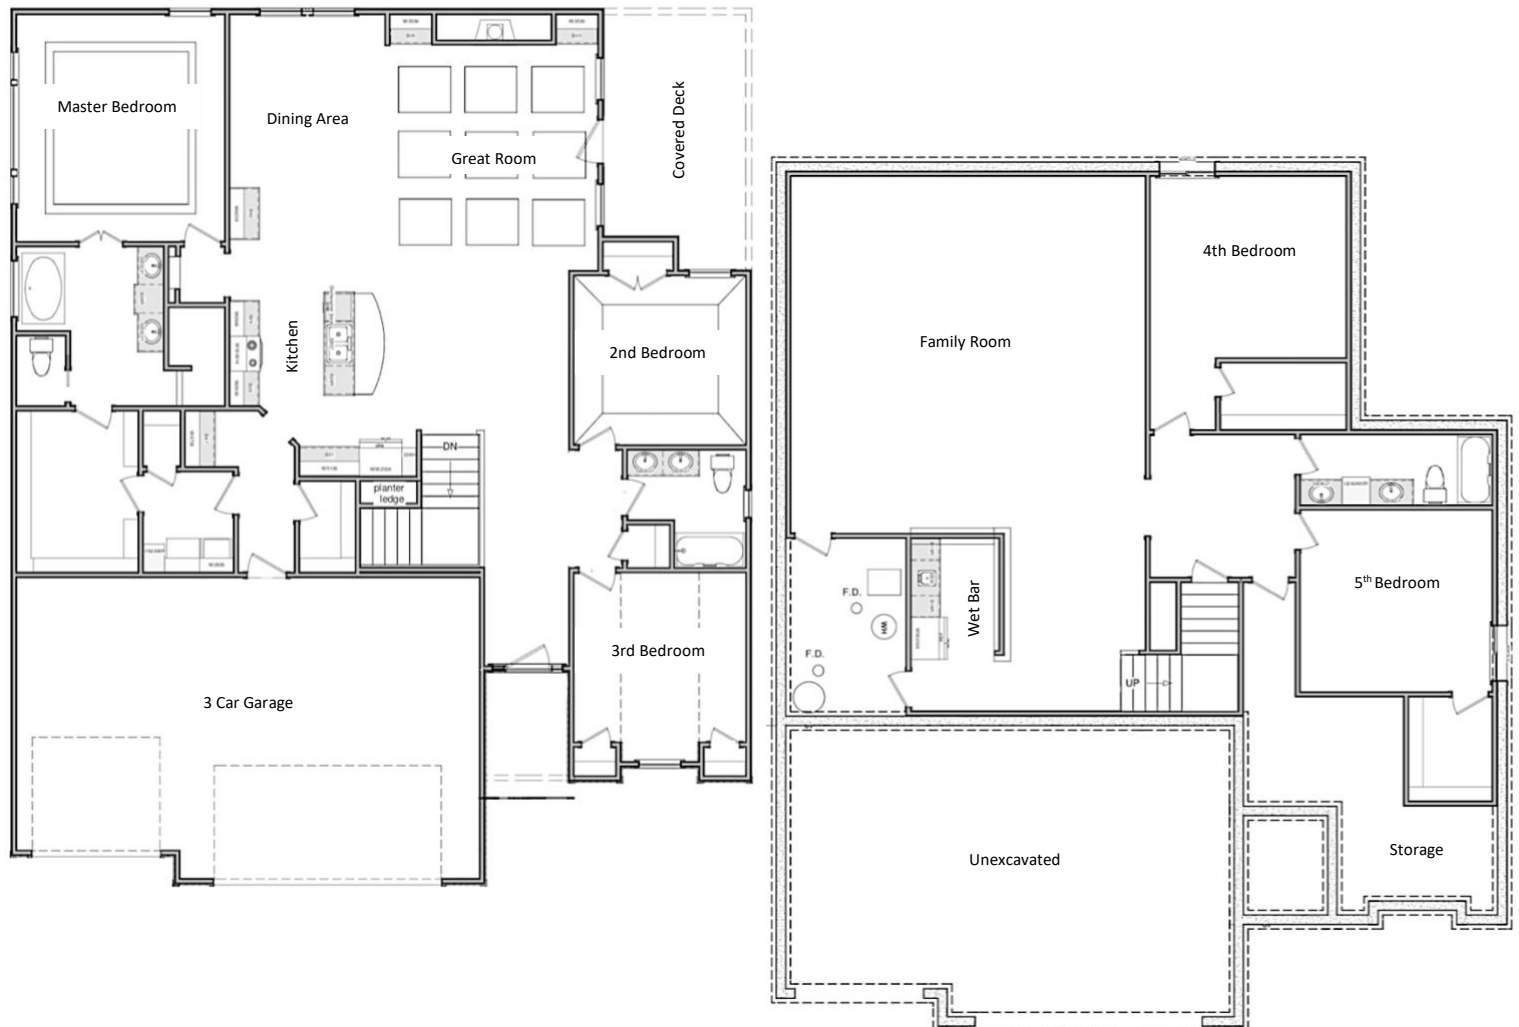 Master Bedroom
Dining Area
Great Room
Covered Deck
Kitchen
2nd Bedroom
DN
planter
ledge
3rd Bedroom
3 Car Garage
4th Bedroom
Family Room
5th Bedroom
F.D.
Wet Bar
HW
F.D.
UP
Unexcavated
Storage